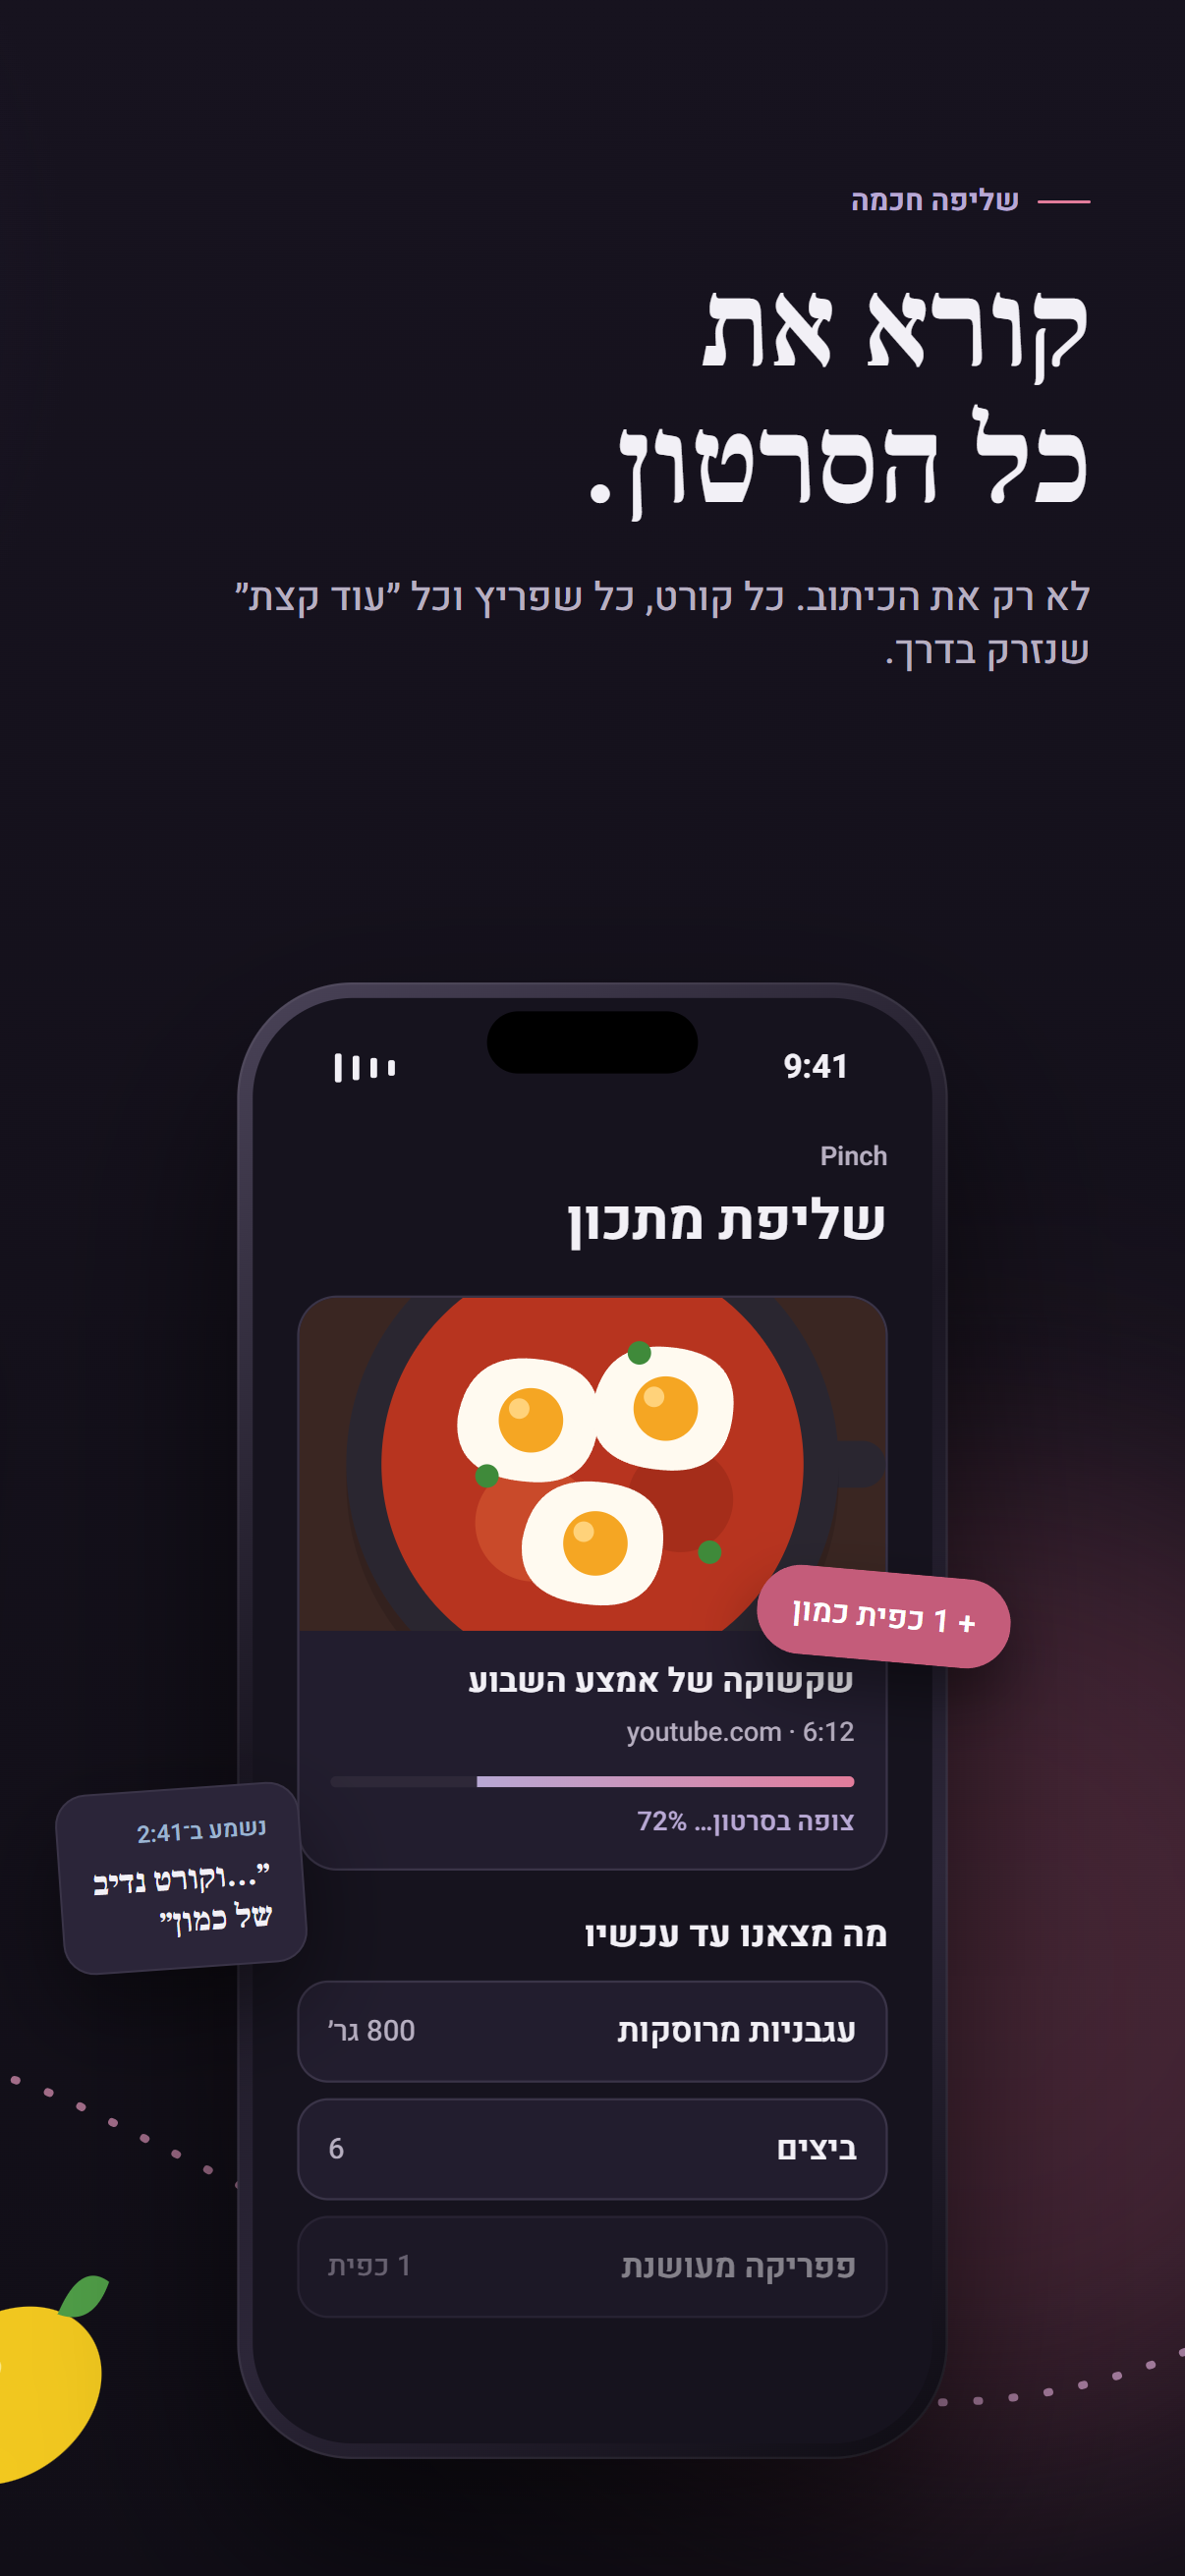 שליפה חכמה
קורא את
כל הסרטון.
לא רק את הכיתוב. כל קורט, כל שפריץ וכל ״עוד קצת״
שנזרק בדרך.
9:41
Pinch
שליפת מתכון
+ 1 כפית כמון
שקשוקה של אמצע השבוע
youtube.com · 6:12
צופה בסרטון… 72%
נשמע ב־2:41
״…וקורט נדיב
של כמון״
מה מצאנו עד עכשיו
עגבניות מרוסקות 800 גר׳
ביצים 6
פפריקה מעושנת 1 כפית